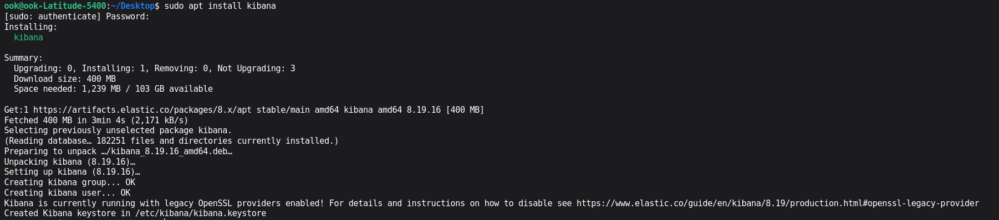 ook@ook-Latitude-5400:~/Desktop$ sudo apt install kibana
[sudo: authenticate] Password:
Installing:
  kibana

Summary:
  Upgrading: 0, Installing: 1, Removing: 0, Not Upgrading: 3
  Download size: 400 MB
  Space needed: 1,239 MB / 103 GB available

Get:1 https://artifacts.elastic.co/packages/8.x/apt stable/main amd64 kibana amd64 8.19.16 [400 MB]
Fetched 400 MB in 3min 4s (2,171 kB/s)
Selecting previously unselected package kibana.
(Reading database… 182251 files and directories currently installed.)
Preparing to unpack …/kibana_8.19.16_amd64.deb…
Unpacking kibana (8.19.16)…
Setting up kibana (8.19.16)…
Creating kibana group... OK
Creating kibana user... OK
Kibana is currently running with legacy OpenSSL providers enabled! For details and instructions on how to disable see https://www.elastic.co/guide/en/kibana/8.19/production.html#openssl-legacy-provider
Created Kibana keystore in /etc/kibana/kibana.keystore